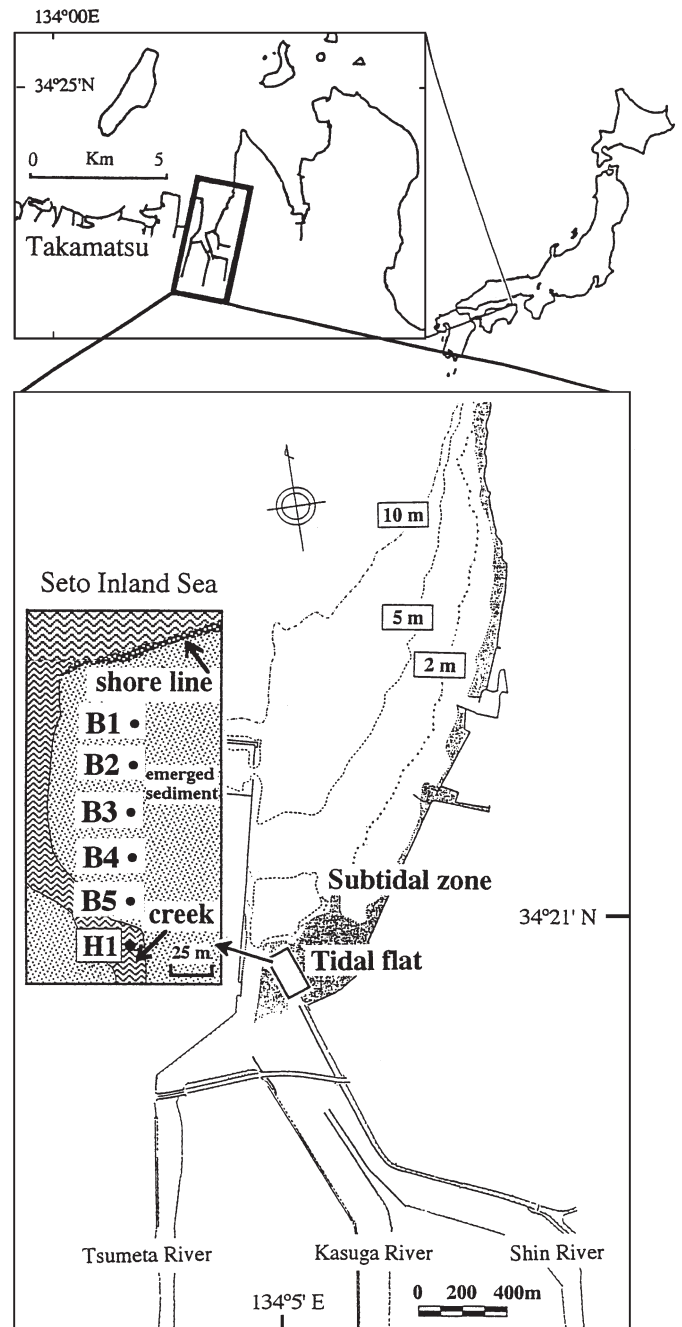 134°00E
34°25'N
0 Km 5
Takamatsu
10 m
Seto Inland Sea
5 m
2 m
shore line
B1
B2
emerged
sediment
B3
B4
Subtidal zone
B5
creek
34°21' N
H1
25 m
Tidal flat
Tsumeta River
Kasuga River
Shin River
134°5' E
0 200 400m